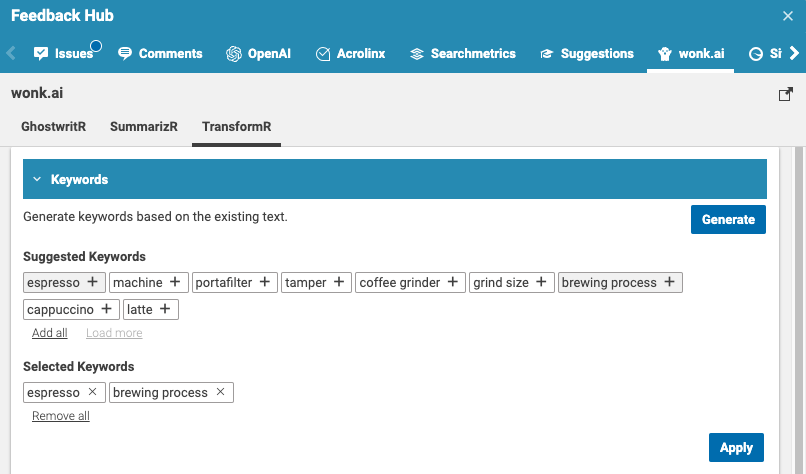 Feedback Hub
Issues Comments OpenAI Acrolinx Searchmetrics Suggestions wonk.ai Si
wonk.ai
GhostwritR SummarizR TransformR
Keywords
Generate keywords based on the existing text.
Generate
Suggested Keywords
espresso + machine + portafilter + tamper + coffee grinder + grind size + brewing process +
cappuccino + latte +
Add all Load more
Selected Keywords
espresso × brewing process ×
Remove all
Apply